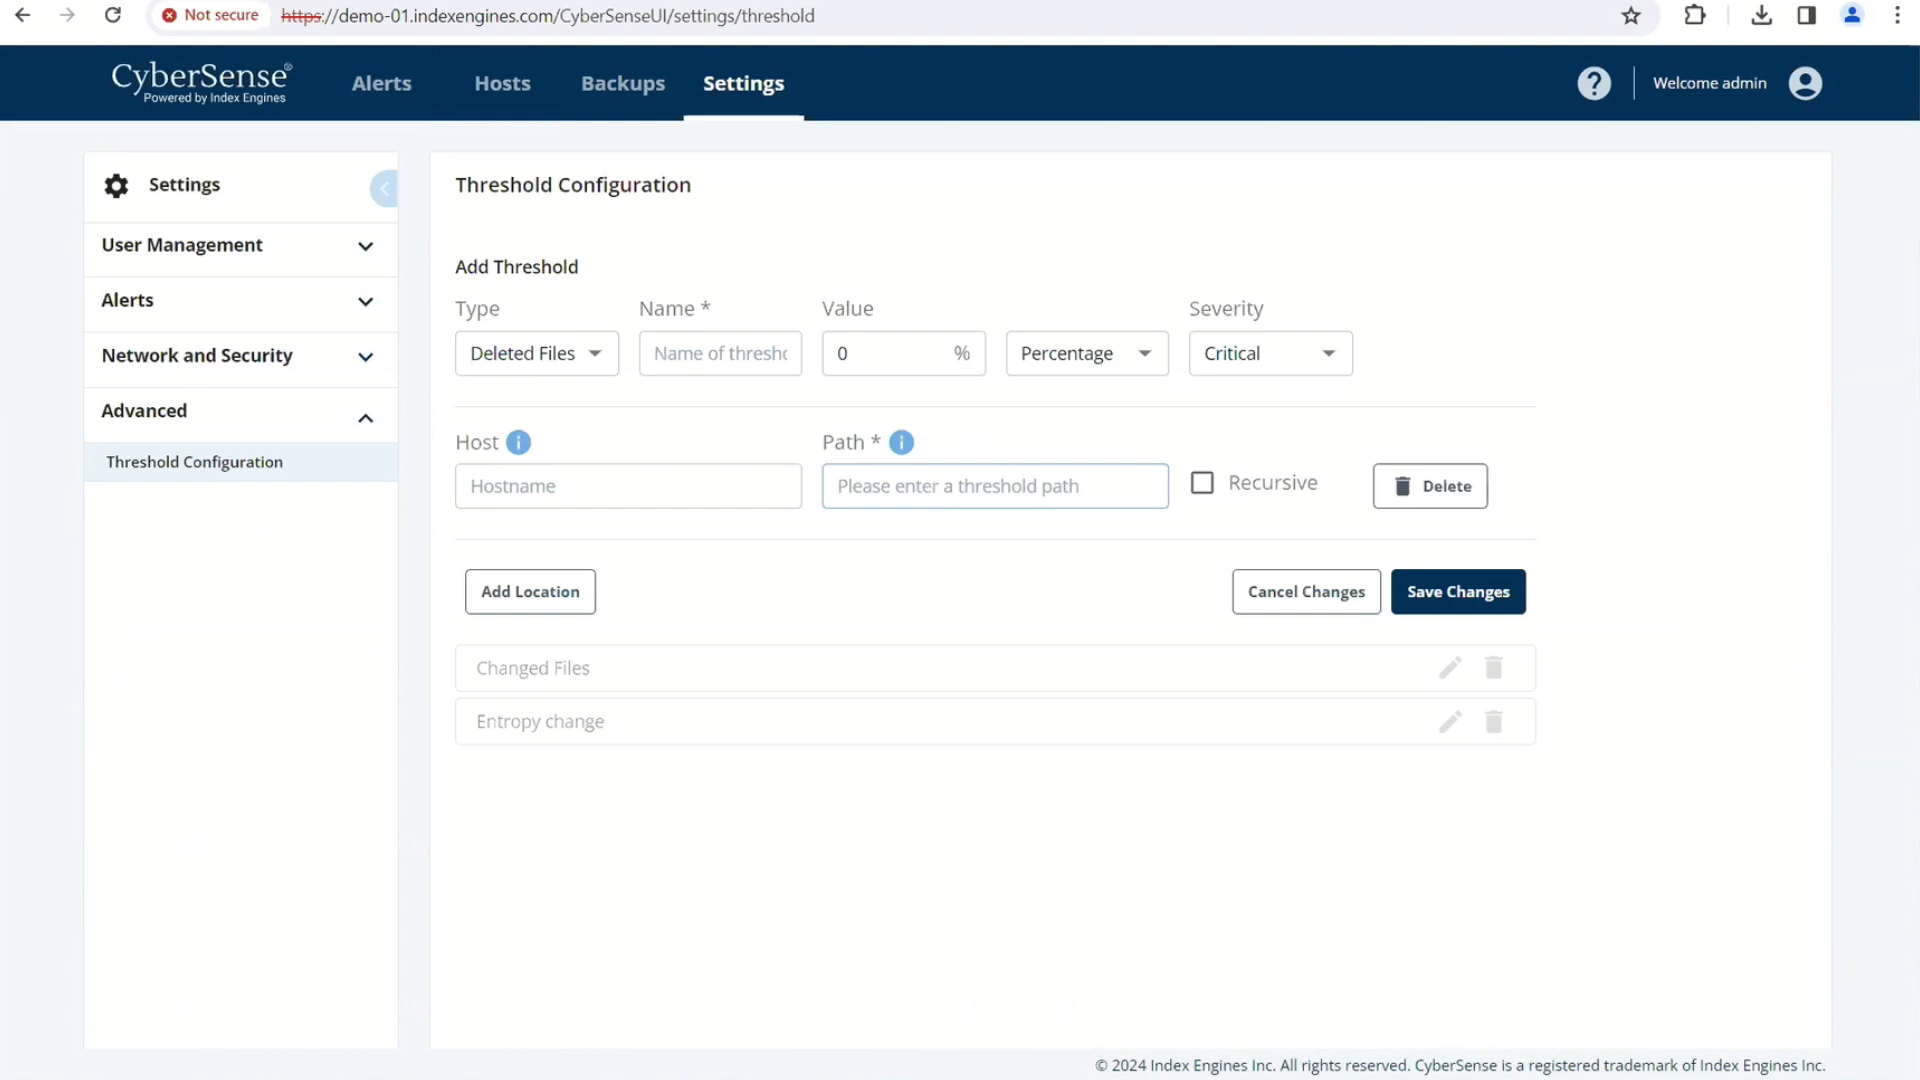 Not secure https://demo-01.indexengines.com/CyberSenseUI/settings/threshold
CyberSense®
Powered by Index Engines
Alerts Hosts Backups Settings
? Welcome admin
Settings
User Management
Alerts
Network and Security
Advanced
Threshold Configuration
Threshold Configuration
Add Threshold
Type Name * Value Severity
Deleted Files Name of thresho 0 % Percentage Critical
Host i Path * i
Hostname Please enter a threshold path Recursive Delete
Add Location Cancel Changes Save Changes
Changed Files
Entropy change
© 2024 Index Engines Inc. All rights reserved. CyberSense is a registered trademark of Index Engines Inc.